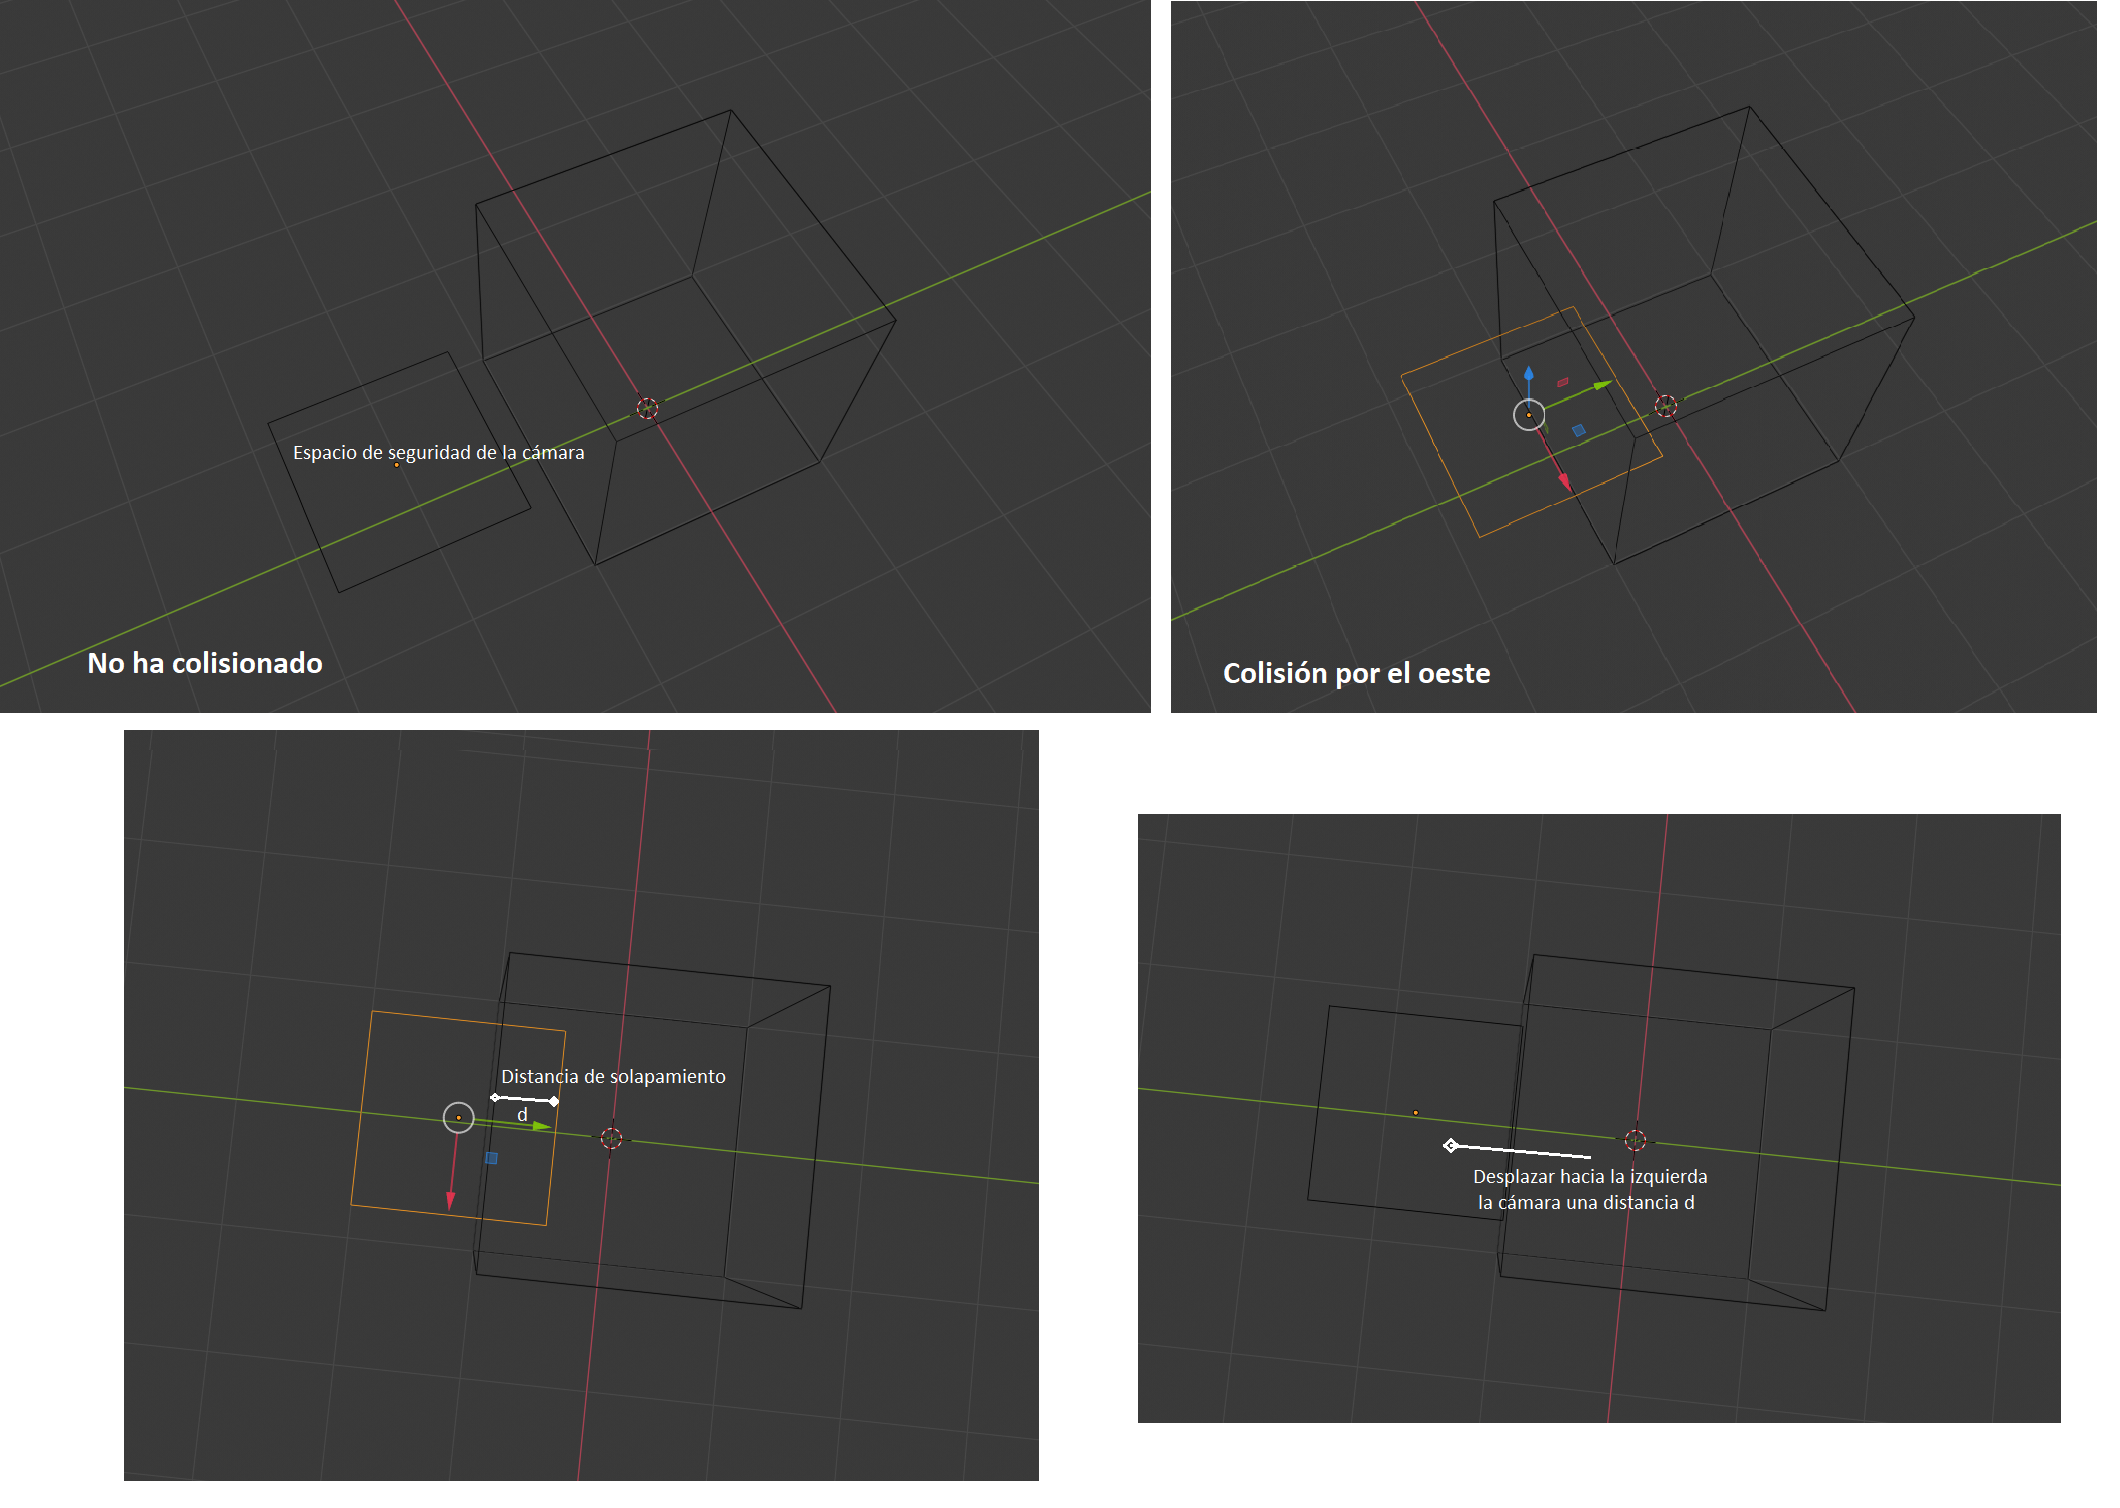 Espacio de seguridad de la cámara
No ha colisionado
Colisión por el oeste
Distancia de solapamiento
d
Desplazar hacia la izquierda
la cámara una distancia d